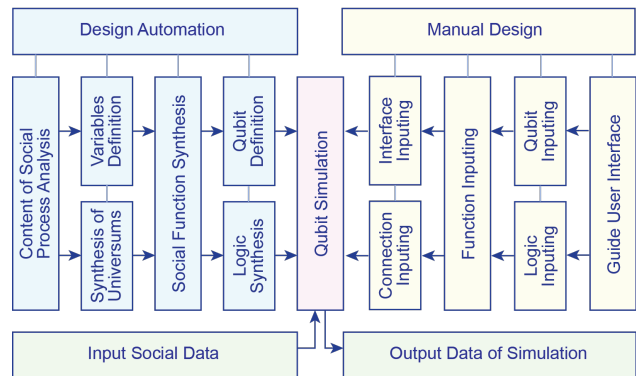 Design Automation
Manual Design
Content of Social
Process Analysis
Variables
Definition
Synthesis of
Universums
Social Function Synthesis
Qubit
Definition
Logic
Synthesis
Qubit Simulation
Interface
Inputing
Connection
Inputing
Function Inputing
Qubit
Inputing
Logic
Inputing
Guide User Interface
Input Social Data
Output Data of Simulation